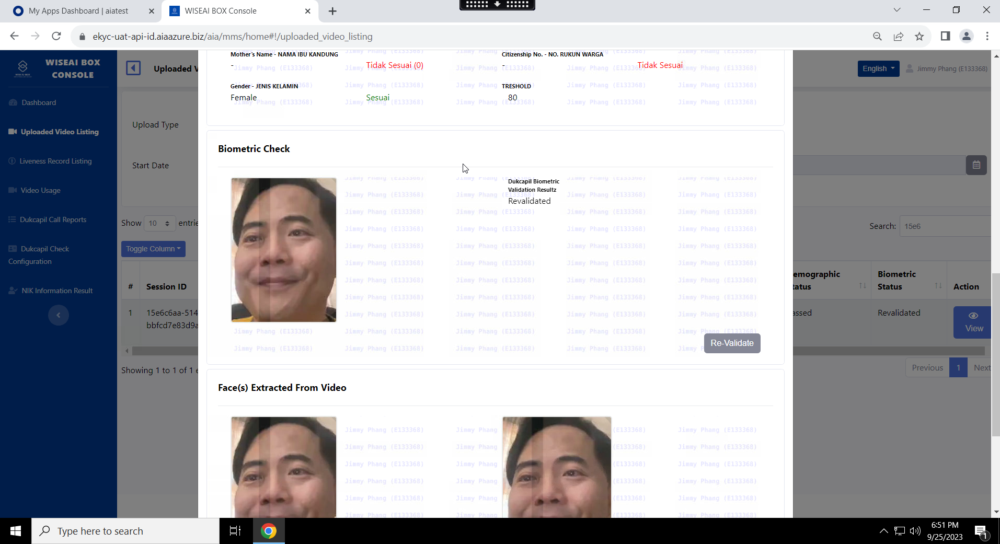 My Apps Dashboard | aiatest
WISEAI BOX Console
ekyc-uat-api-id.aiaazure.biz/aia/mms/home#!/uploaded_video_listing
WISEAI BOX
CONSOLE
Dashboard
Uploaded Video Listing
Liveness Record Listing
Video Usage
Dukcapil Call Reports
Dukcapil Check
Configuration
NIK Information Result
Uploaded V
English
Jimmy Phang (E133368)
Upload Type
Start Date
Show 10 entrie
Search: 15e6
Toggle Column
# Session ID
emographic
tatus
Biometric
Status
Action
1 15e6c6aa-514
bbfcd7e83d9a
assed
Revalidated
View
Showing 1 to 1 of 1 e
Previous 1 Next
Mother's Name - NAMA IBU KANDUNG
- Tidak Sesuai (0)
Citizenship No. - NO. RUKUN WARGA
- Tidak Sesuai
Gender - JENIS KELAMIN
Female Sesuai
TRESHOLD
80
Biometric Check
Dukcapil Biometric
Validation Resultz
Revalidated
Jimmy Phang (E133368)
Re-Validate
Face(s) Extracted From Video
Type here to search
6:51 PM
9/25/2023
1